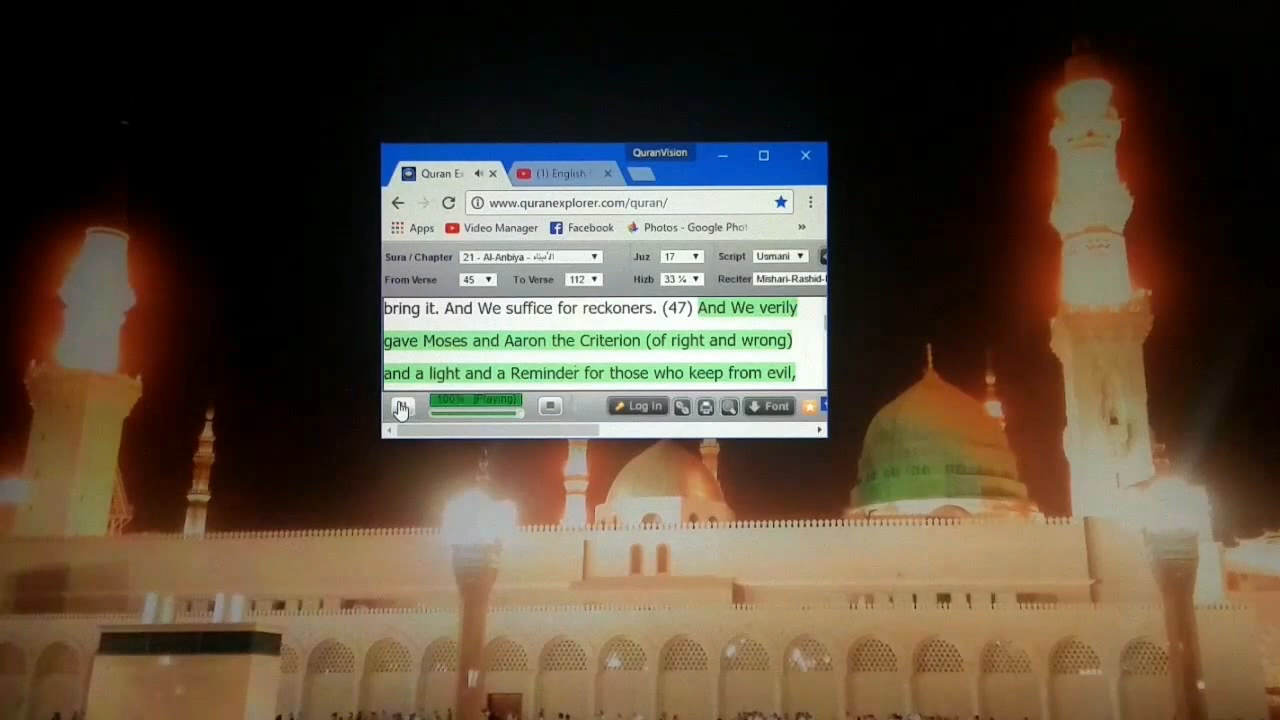 QuranVision
Quran Ex
(1) English
www.quranexplorer.com/quran/
Apps Video Manager Facebook Photos - Google Phot »
Sura / Chapter 21 - Al-Anbiya - الأنبياء Juz 17 Script Usmani
From Verse 45 To Verse 112 Hizb 33 ¼ Reciter Mishari-Rashid-
bring it. And We suffice for reckoners. (47) And We verily
gave Moses and Aaron the Criterion (of right and wrong)
and a light and a Reminder for those who keep from evil,
100% [Playing] Log In Font